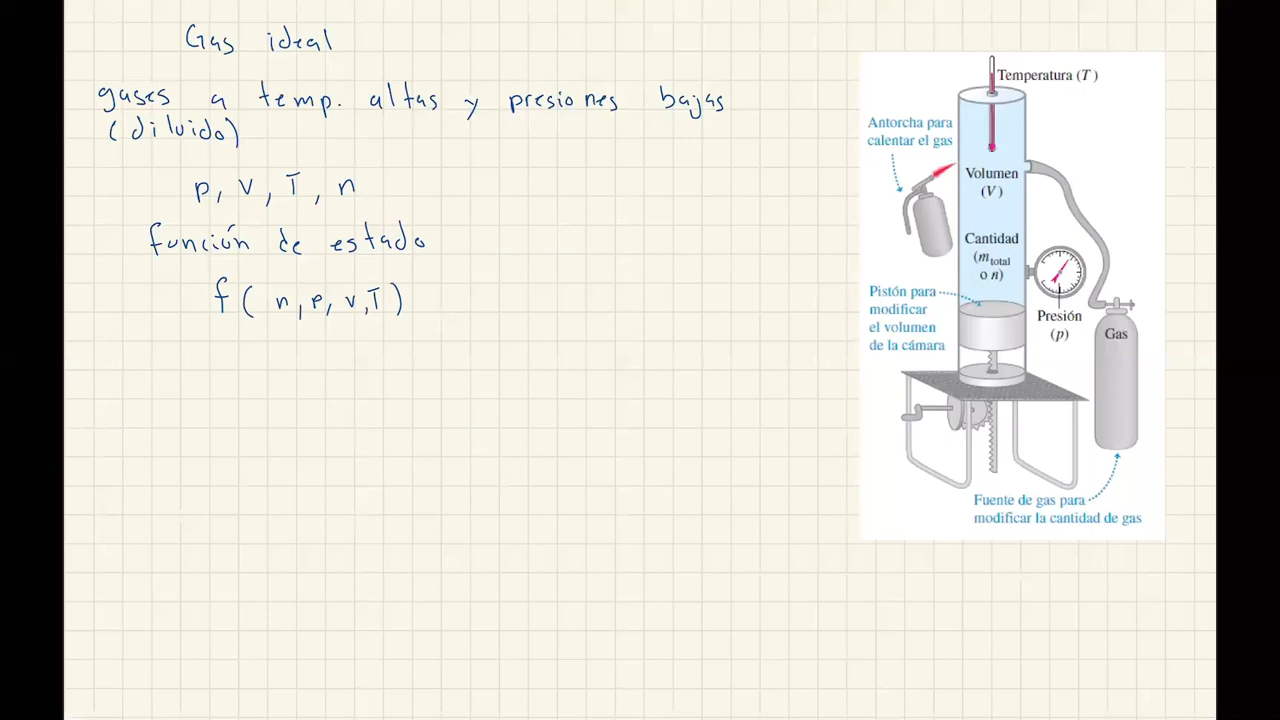 Gas ideal
gases a temp. altas y presiones bajas
(diluido)
p, V, T, n
función de estado
f(n, p, V, T)
Temperatura (T)
Antorcha para
calentar el gas
Volumen
(V)
Cantidad
(m total
o n)
Pistón para
modificar
el volumen
de la cámara
Presión
(p)
Gas
Fuente de gas para
modificar la cantidad de gas